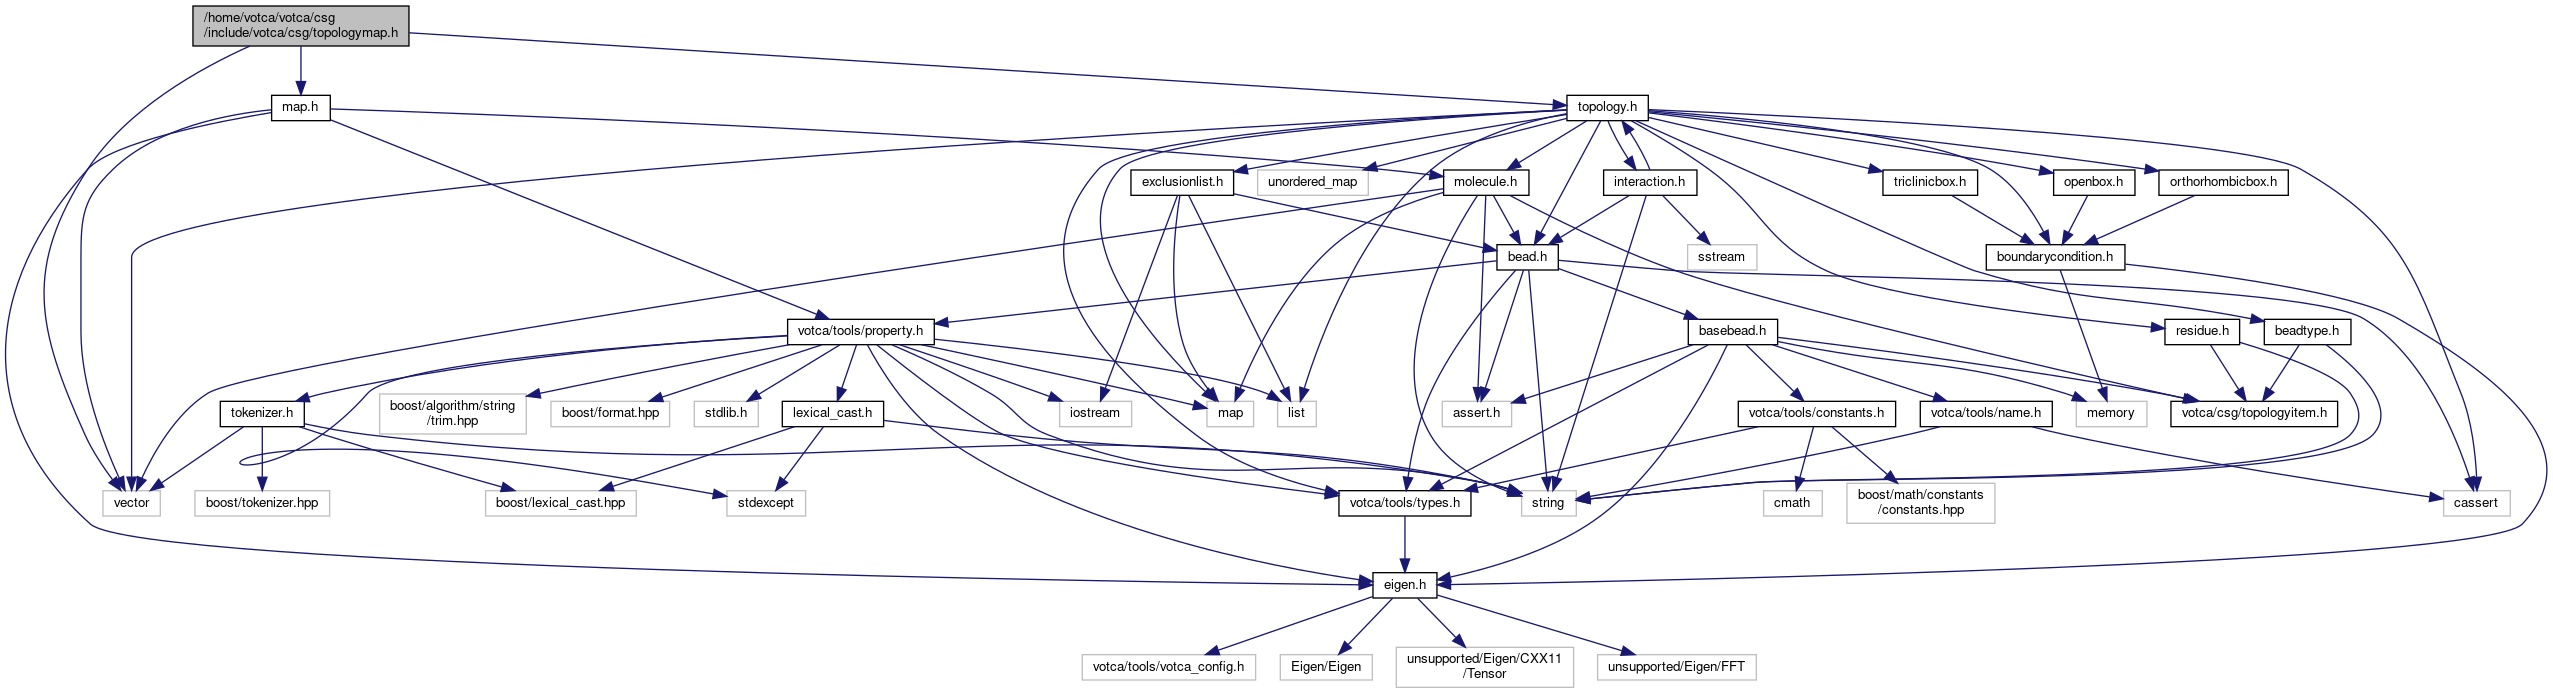 /home/votca/votca/csg
/include/votca/csg/topologymap.h
map.h
topology.h
exclusionlist.h
unordered_map
molecule.h
interaction.h
triclinicbox.h
openbox.h
orthorhombicbox.h
bead.h
sstream
boundarycondition.h
votca/tools/property.h
basebead.h
residue.h
beadtype.h
tokenizer.h
boost/algorithm/string
/trim.hpp
boost/format.hpp
stdlib.h
lexical_cast.h
iostream
map
list
assert.h
votca/tools/constants.h
votca/tools/name.h
memory
votca/csg/topologyitem.h
vector
boost/tokenizer.hpp
boost/lexical_cast.hpp
stdexcept
votca/tools/types.h
string
cmath
boost/math/constants
/constants.hpp
cassert
eigen.h
votca/tools/votca_config.h
Eigen/Eigen
unsupported/Eigen/CXX11
/Tensor
unsupported/Eigen/FFT